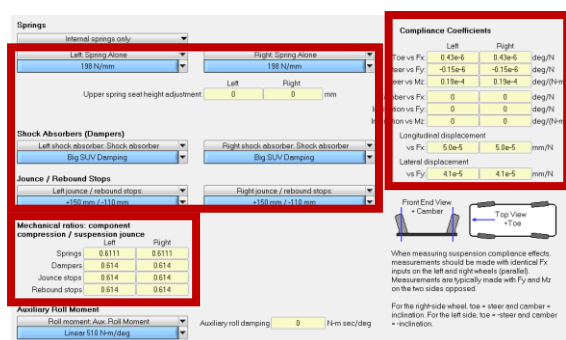 Springs
Internal springs only
Left: Spring Alone
Right: Spring Alone
198 N/mm
198 N/mm
Left Right
Upper spring seat height adjustment: 0 0 mm
Shock Absorbers (Dampers)
Left shock absorber: Shock absorber
Right shock absorber: Shock absorber
Big SUV Damping
Big SUV Damping
Jounce / Rebound Stops
Left jounce / rebound stops:
Right jounce / rebound stops:
+150 mm / -110 mm
+150 mm / -110 mm
Mechanical ratios: component
compression / suspension jounce
Left Right
Springs 0.6111 0.6111
Dampers 0.614 0.614
Jounce stops 0.614 0.614
Rebound stops 0.614 0.614
Auxiliary Roll Moment
Roll moment: Aux. Roll Moment
Linear 510 N-m/deg
Auxiliary roll damping 0 N-m sec/deg
Compliance Coefficients
Left Right
Toe vs Fx: 0.43e-6 0.43e-6 deg/N
teer vs Fy: -0.15e-6 -0.15e-6 deg/N
teer vs Mz: 0.19e-4 0.19e-4 deg/(N-m
mber vs Fx: 0 0 deg/N
nation vs Fy: 0 0 deg/N
tion vs Mz: 0 0 deg/(N-m
Longitudinal displacement
vs Fx: 5.0e-5 5.0e-5 mm/N
Lateral displacement
vs Fy: 4.1e-5 4.1e-5 mm/N
Front End View
+ Camber
Top View
+Toe
When measuring suspension compliance effects,
measurements should be made with identical Fx
inputs on the left and right wheels (parallel).
Measurements are typically made with Fy and Mz
on the two sides opposed.
For the right-side wheel, toe = steer and camber =
inclination. For the left side, toe = -steer and camber
= -inclination.